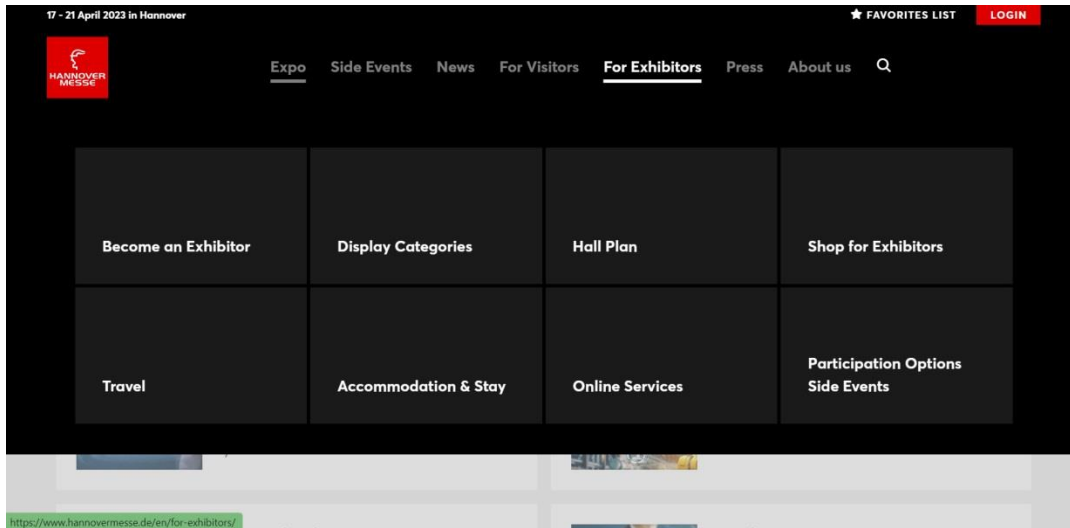 17 - 21 April 2023 in Hannover
FAVORITES LIST
LOGIN
HANNOVER
MESSE
Expo
Side Events
News
For Visitors
For Exhibitors
Press
About us
Become an Exhibitor
Display Categories
Hall Plan
Shop for Exhibitors
Travel
Accommodation & Stay
Online Services
Participation Options
Side Events
https://www.hannovermesse.de/en/for-exhibitors/